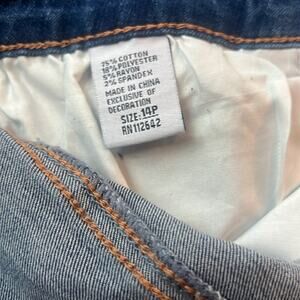 75% COTTON
18% POLYESTER
5% RAYON
2% SPANDEX
MADE IN CHINA
EXCLUSIVE OF
DECORATION
SIZE: 14P
RN112642